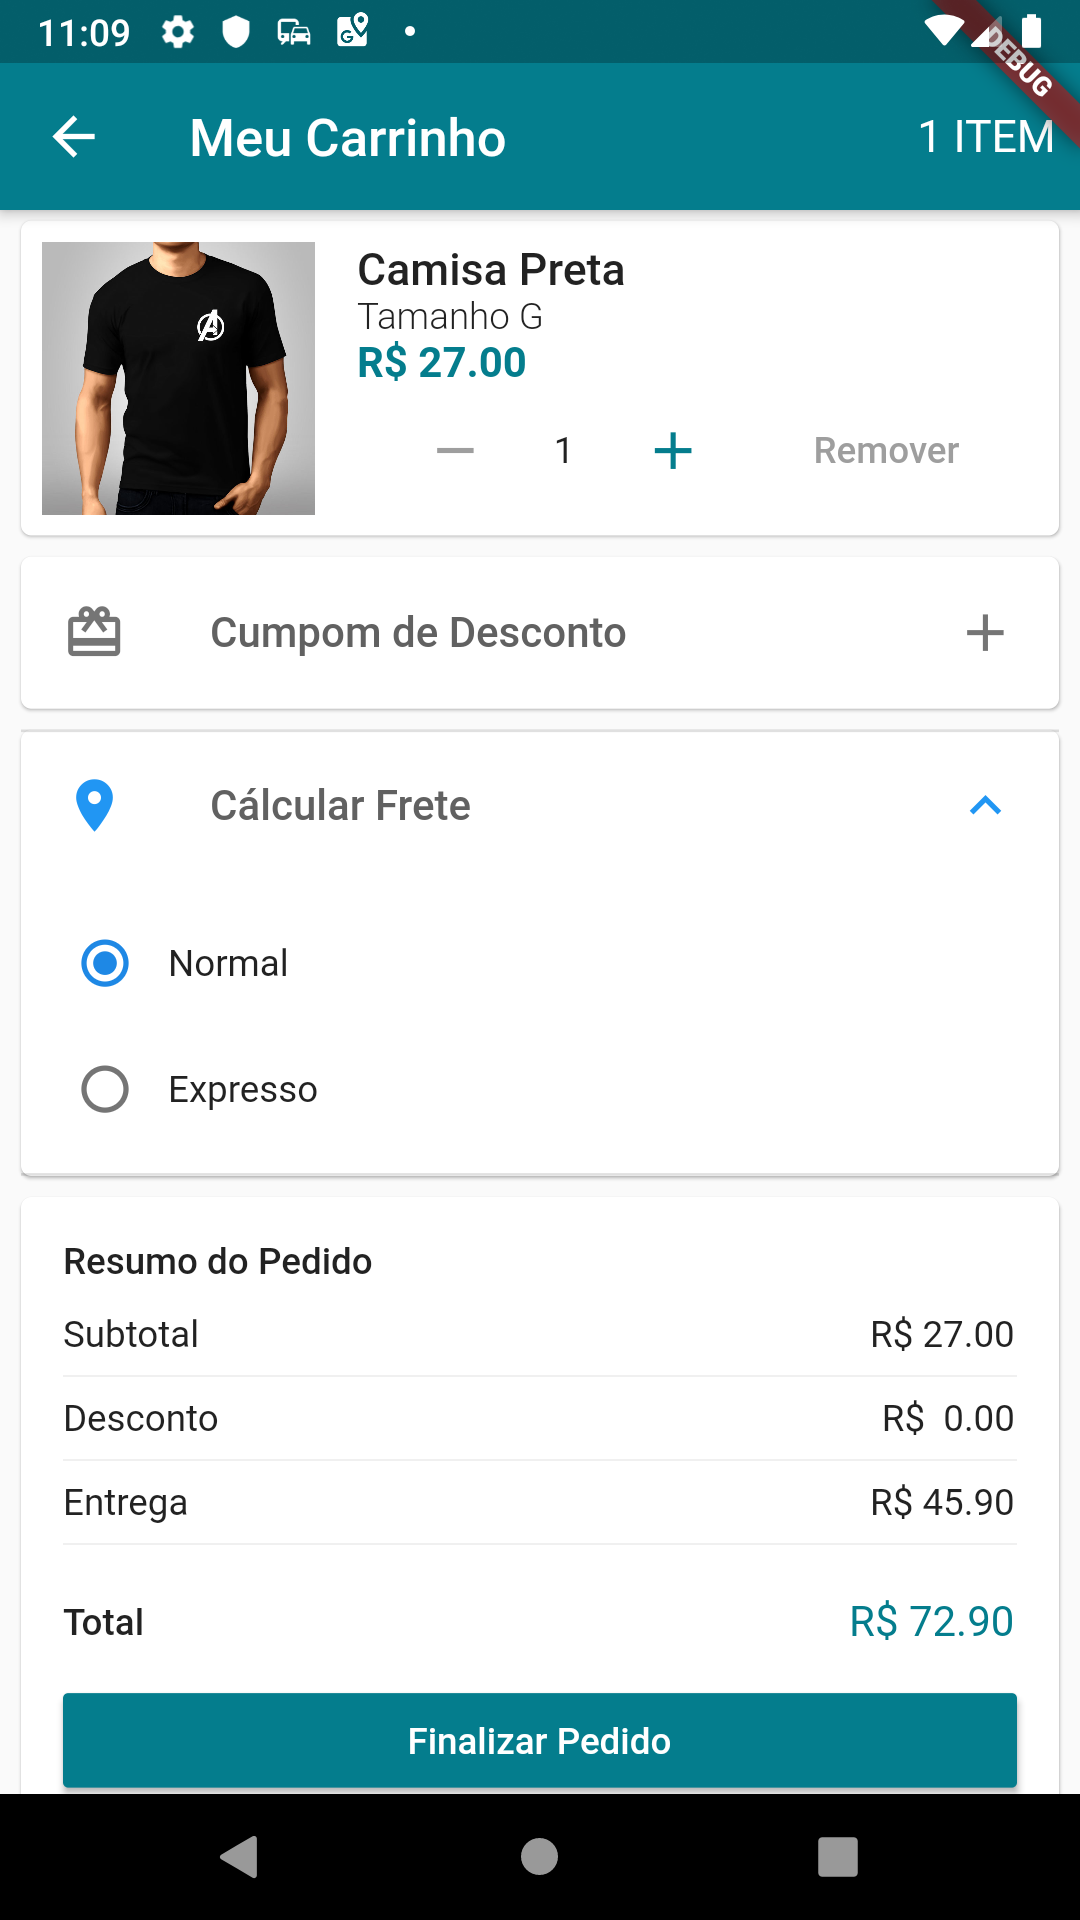 11:09
DEBUG
Meu Carrinho
1 ITEM
Camisa Preta
Tamanho G
R$ 27.00
1
Remover
Cumpom de Desconto
Cálcular Frete
Normal
Expresso
Resumo do Pedido
Subtotal R$ 27.00
Desconto R$ 0.00
Entrega R$ 45.90
Total R$ 72.90
Finalizar Pedido